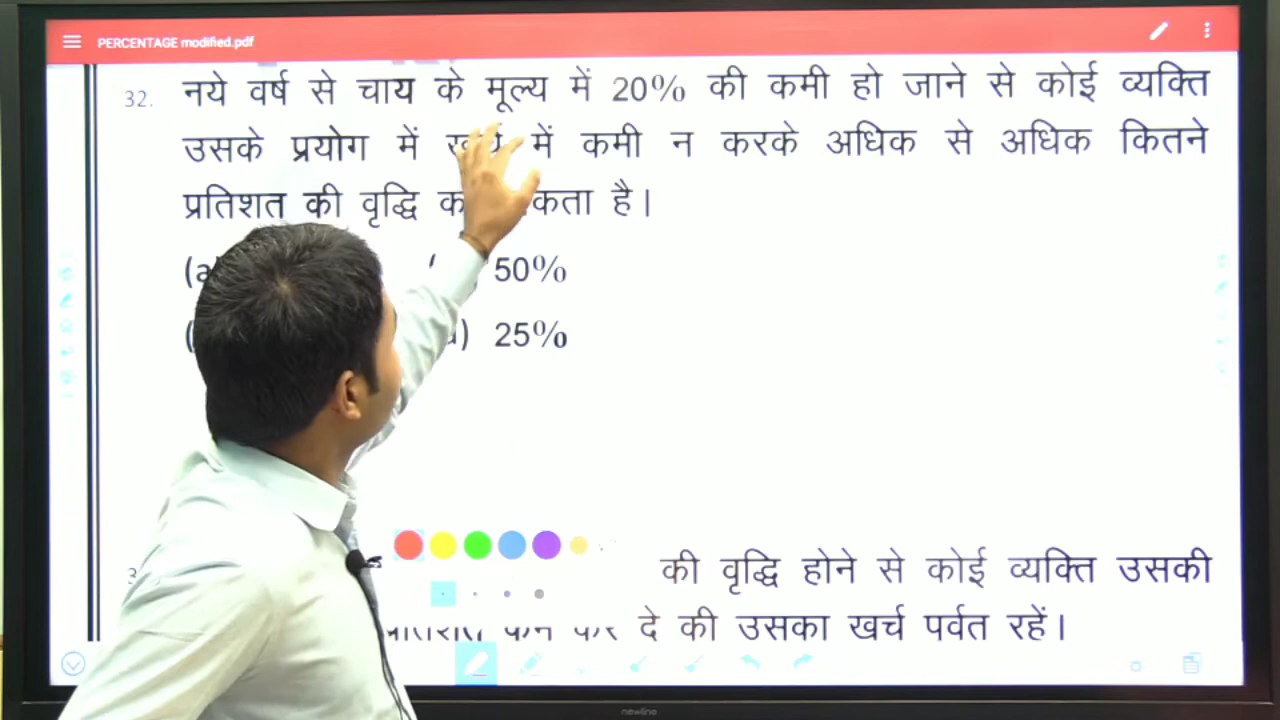 PERCENTAGE modified.pdf
32. नये वर्ष से चाय के मूल्य में 20% की कमी हो जाने से कोई व्यक्ति
उसके प्रयोग में में कमी न करके अधिक से अधिक कितने
प्रतिशत की वृद्धि है।
(a) 50%
25%
की वृद्धि होने से कोई व्यक्ति उसकी
दे की उसका खर्च पर्वत रहें।
newline